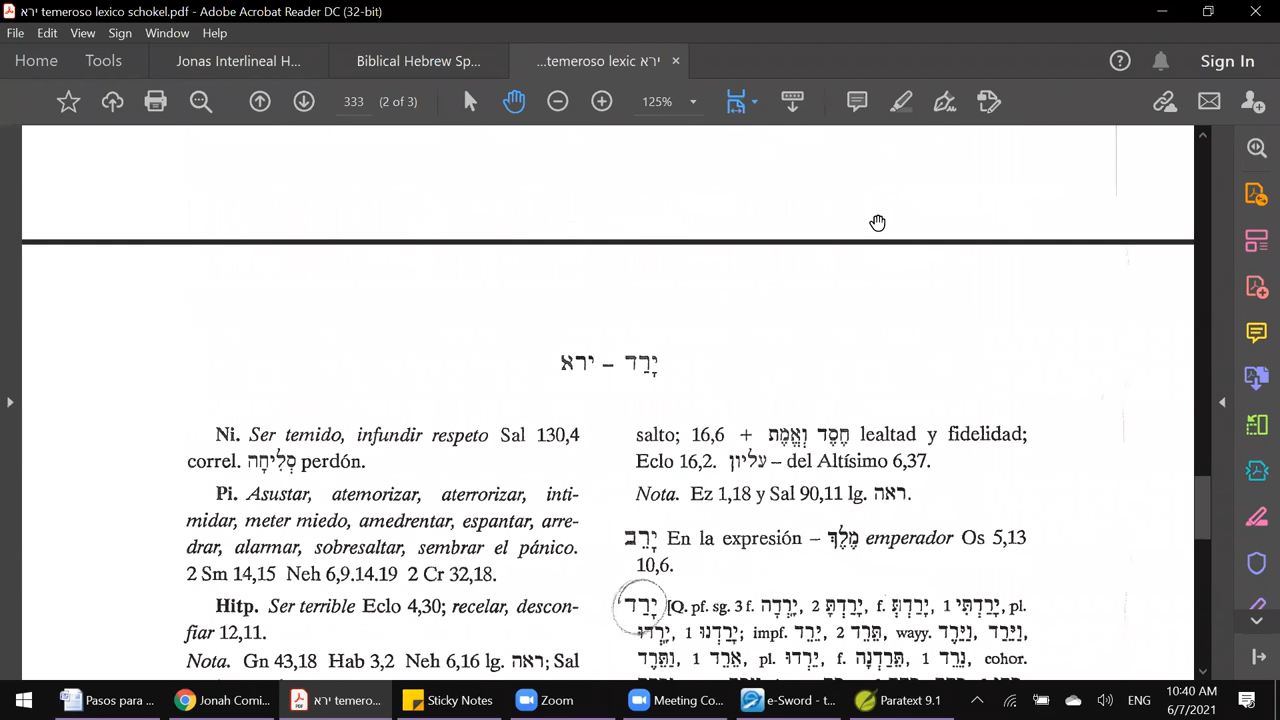 ירא temeroso lexico schokel.pdf - Adobe Acrobat Reader DC (32-bit)
File Edit View Sign Window Help
Home Tools Jonas Interlineal H... Biblical Hebrew Sp... ...temeroso lexic ירא × Sign In
333 (2 of 3) 125%
יָרַד – ירא
Ni. Ser temido, infundir respeto Sal 130,4
correl. סְלִיחָה perdón.
Pi. Asustar, atemorizar, aterrorizar, inti-
midar, meter miedo, amedrentar, espantar, arre-
drar, alarmar, sobresaltar, sembrar el pánico.
2 Sm 14,15 Neh 6,9.14.19 2 Cr 32,18.
Hitp. Ser terrible Eclo 4,30; recelar, descon-
fiar 12,11.
Nota. Gn 43,18 Hab 3,2 Neh 6,16 lg. ראה; Sal
salto; 16,6 + חֶסֶד וְאֱמֶת lealtad y fidelidad;
Eclo 16,2. עליון– del Altísimo 6,37.
Nota. Ez 1,18 y Sal 90,11 lg. ראה.
יָרֵב En la expresión – מֶלֶךְ emperador Os 5,13
10,6.
יָרַד [Q. pf. sg. 3 f. יָרְדָה, 2 יָרַדְתָּ, f. יָרַדְתְּ, 1 יָרַדְתִּי, pl.
יָרְדוּ, 1 יָרַדְנוּ; impf. יֵרֵד, 2 תֵּרֵד, wayy. וַיֵּרֶד, וַיֵּרַד,
וַתֵּרֶד, 1 אֵרֵד, pl. יֵרְדוּ, f. תֵּרַדְנָה, 1 נֵרֵד, cohor.
Pasos para ... Jonah Comi... ירא temero... Sticky Notes Zoom Meeting Co... e-Sword - t... Paratext 9.1 ENG 10:40 AM
6/7/2021